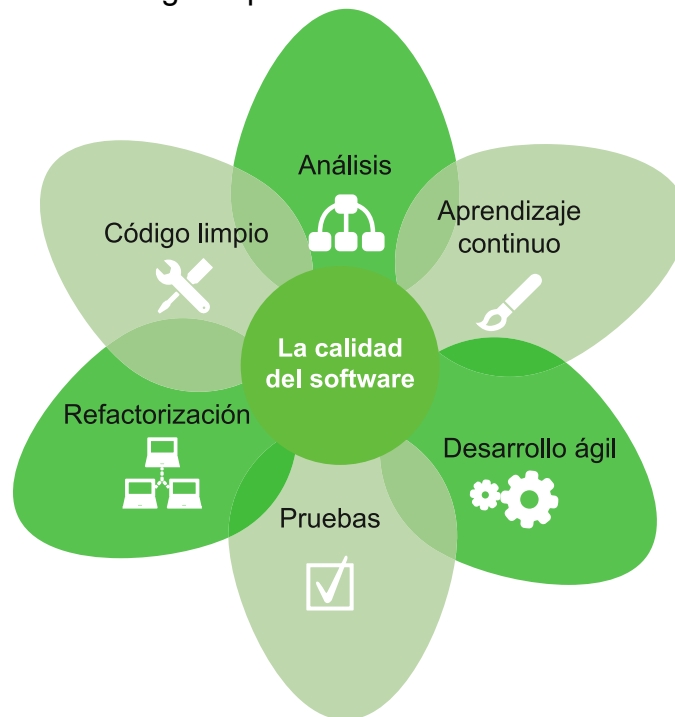 Análisis
Aprendizaje
continuo
Código limpio
La calidad
del software
Refactorización
Desarrollo ágil
Pruebas